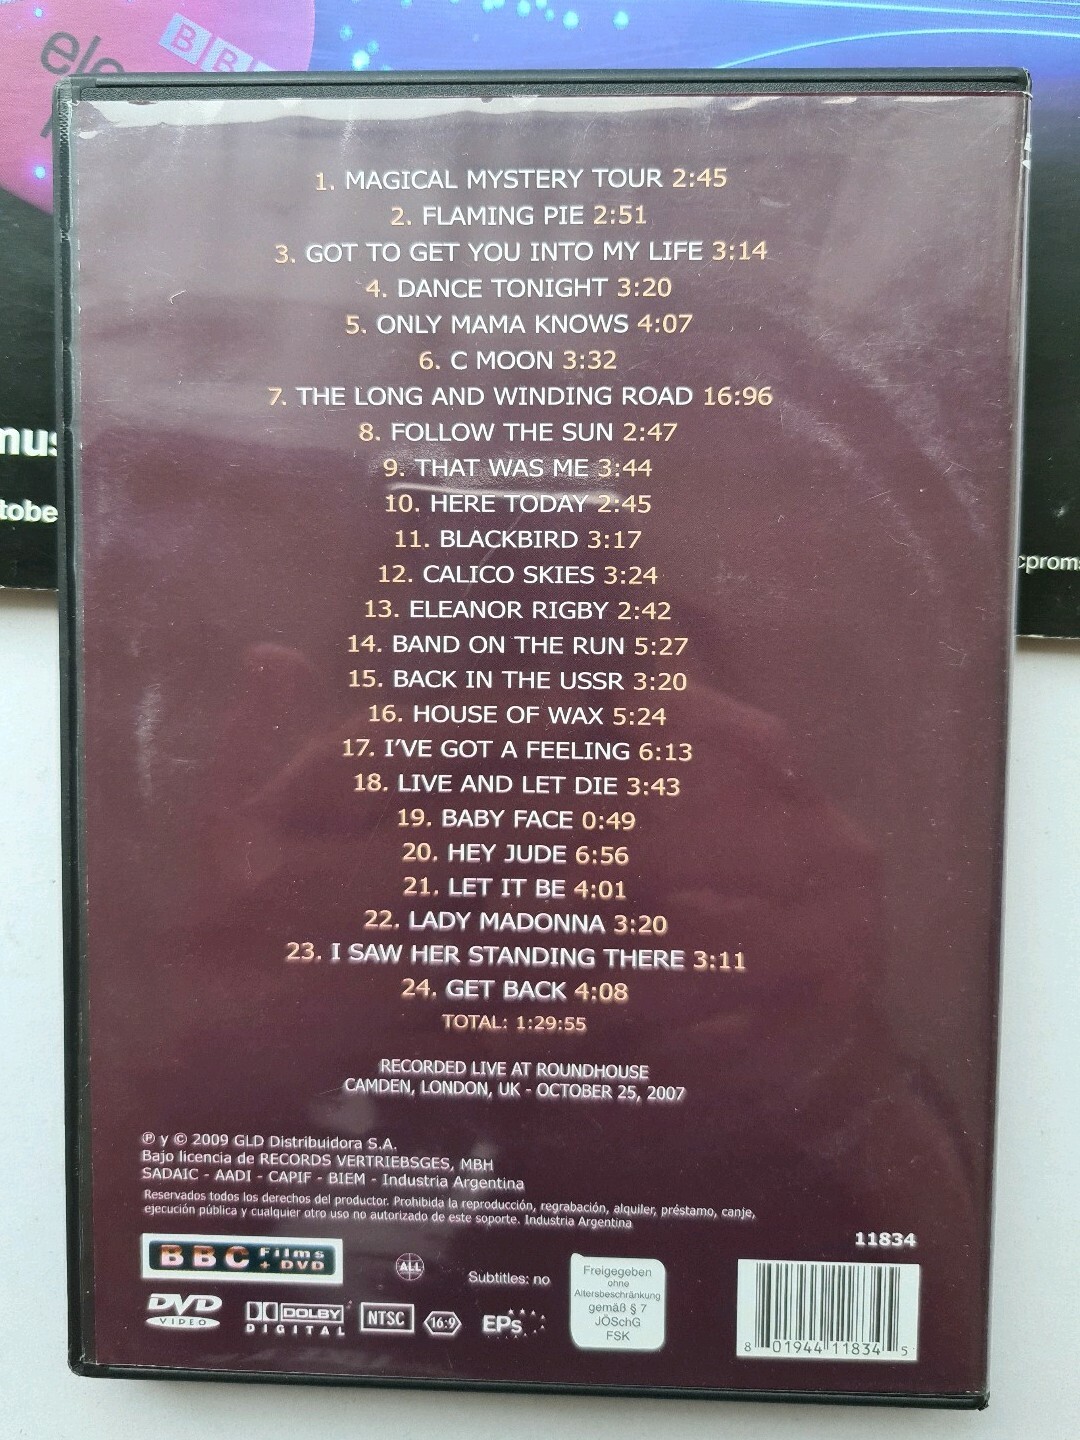 BB
1. MAGICAL MYSTERY TOUR 2:45
2. FLAMING PIE 2:51
3. GOT TO GET YOU INTO MY LIFE 3:14
4. DANCE TONIGHT 3:20
5. ONLY MAMA KNOWS 4:07
6. C MOON 3:32
7. THE LONG AND WINDING ROAD 16:96
8. FOLLOW THE SUN 2:47
9. THAT WAS ME 3:44
10. HERE TODAY 2:45
11. BLACKBIRD 3:17
12. CALICO SKIES 3:24
13. ELEANOR RIGBY 2:42
14. BAND ON THE RUN 5:27
15. BACK IN THE USSR 3:20
16. HOUSE OF WAX 5:24
17. I'VE GOT A FEELING 6:13
18. LIVE AND LET DIE 3:43
19. BABY FACE 0:49
20. HEY JUDE 6:56
21. LET IT BE 4:01
22. LADY MADONNA 3:20
23. I SAW HER STANDING THERE 3:11
24. GET BACK 4:08
TOTAL: 1:29:55
RECORDED LIVE AT ROUNDHOUSE
CAMDEN, LONDON, UK - OCTOBER 25, 2007
℗ y © 2009 GLD Distribuidora S.A.
Bajo licencia de RECORDS VERTRIEBSGES, MBH
SADAIC - AADI - CAPIF - BIEM - Industria Argentina
Reservados todos los derechos del productor. Prohibida la reproducción, regrabación, alquiler, préstamo, canje,
ejecución pública y cualquier otro uso no autorizado de este soporte. Industria Argentina
11834
BBC Films + DVD
ALL
Subtitles: no
DVD VIDEO
DOLBY DIGITAL
NTSC
16:9
EPs
Freigegeben
ohne
Altersbeschränkung
gemäß § 7
JÖSchG
FSK
8 01944 11834 5